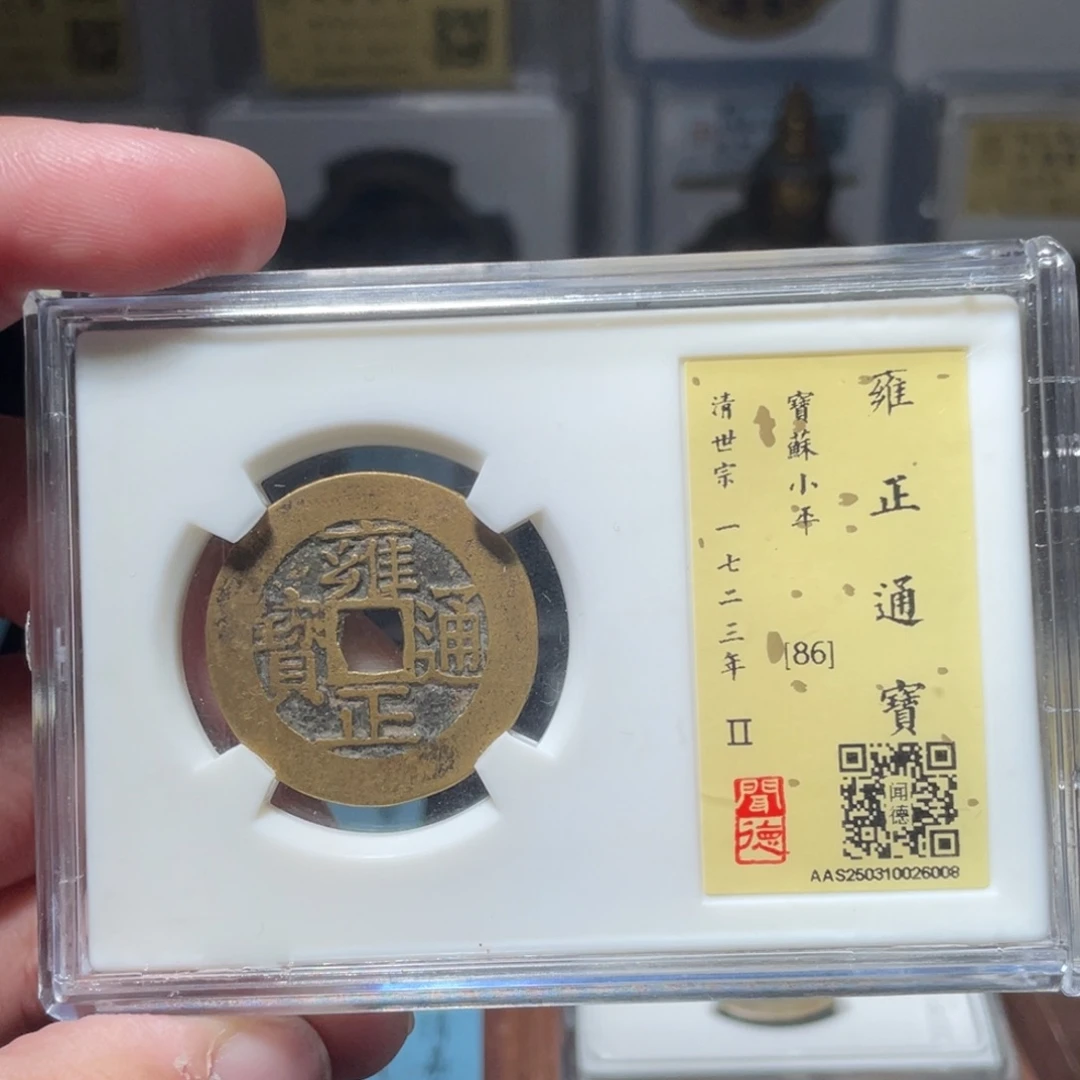 雍正通寶
雍正通寶
寶蘇小平
[86]
清世宗 一七二三年 II
聞德
闻德
AAS250310026008